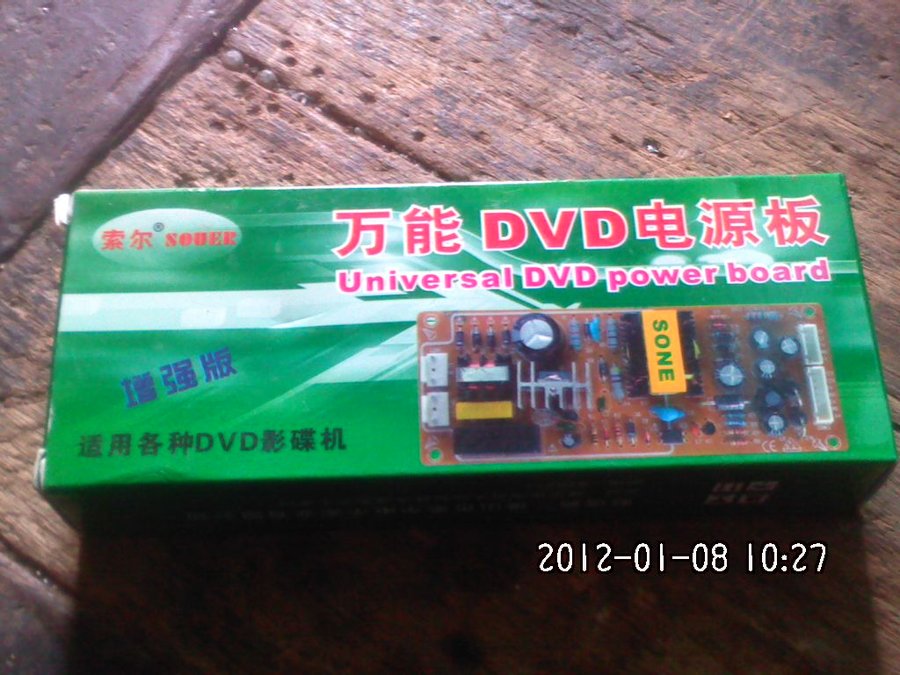 索尔® SOUER
万能 DVD电源板
Universal DVD power board
SONE
增强版
适用各种DVD影碟机
2012-01-08 10:27